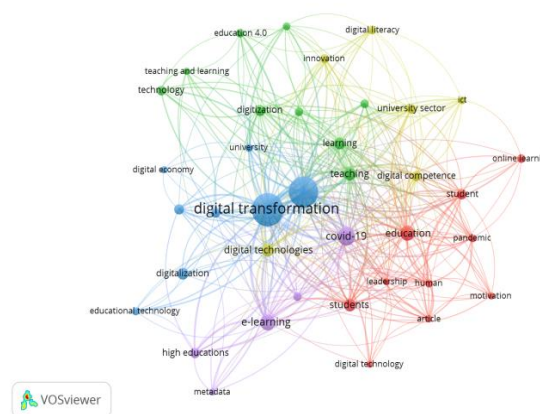 education 4.0
digital literacy
innovation
teaching and learning
technology
ict
digitization
university sector
learning
university
online learni
digital economy
teaching
digital competence
student
digital transformation
covid-19
education
pandemic
digital technologies
digitalization
leadership
human
motivation
students
educational technology
e-learning
article
high educations
digital technology
metadata
VOSviewer